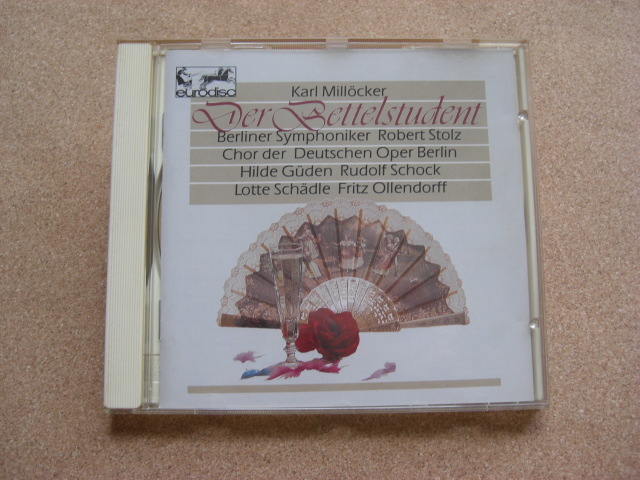 eurodisc
Karl Millöcker
Der Bettelstudent
Berliner Symphoniker Robert Stolz
Chor der Deutschen Oper Berlin
Hilde Güden Rudolf Schock
Lotte Schädle Fritz Ollendorff